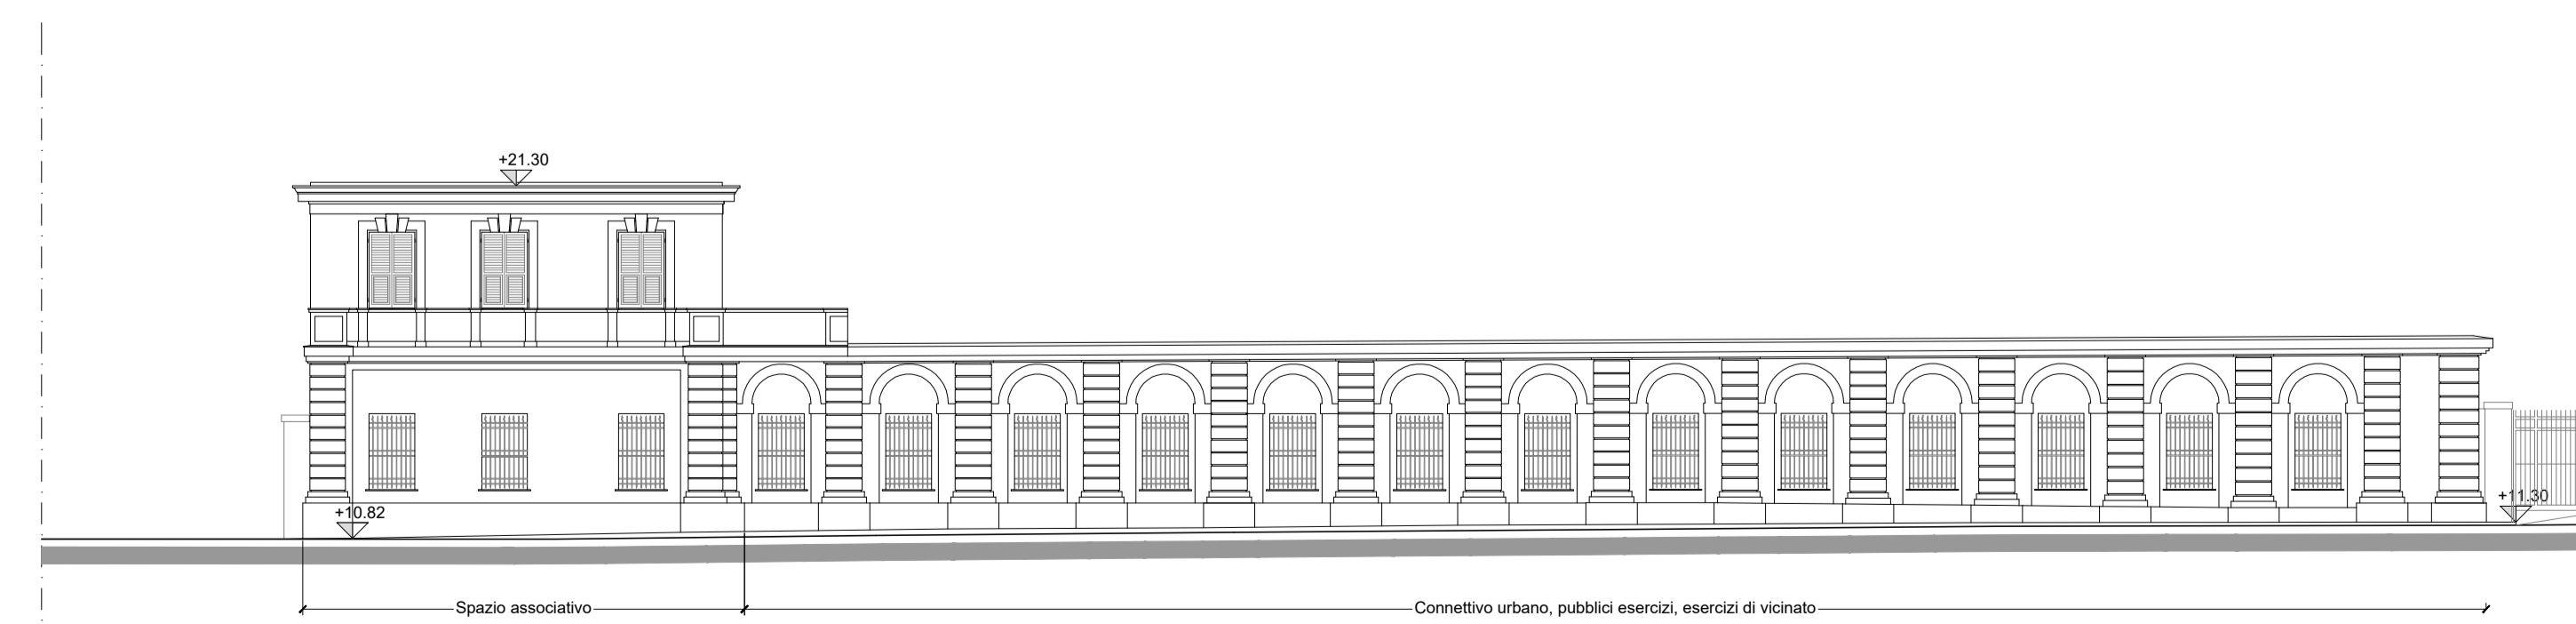 +21.30
+10.82
+11.30
Spazio associativo
Connettivo urbano, pubblici esercizi, esercizi di vicinato